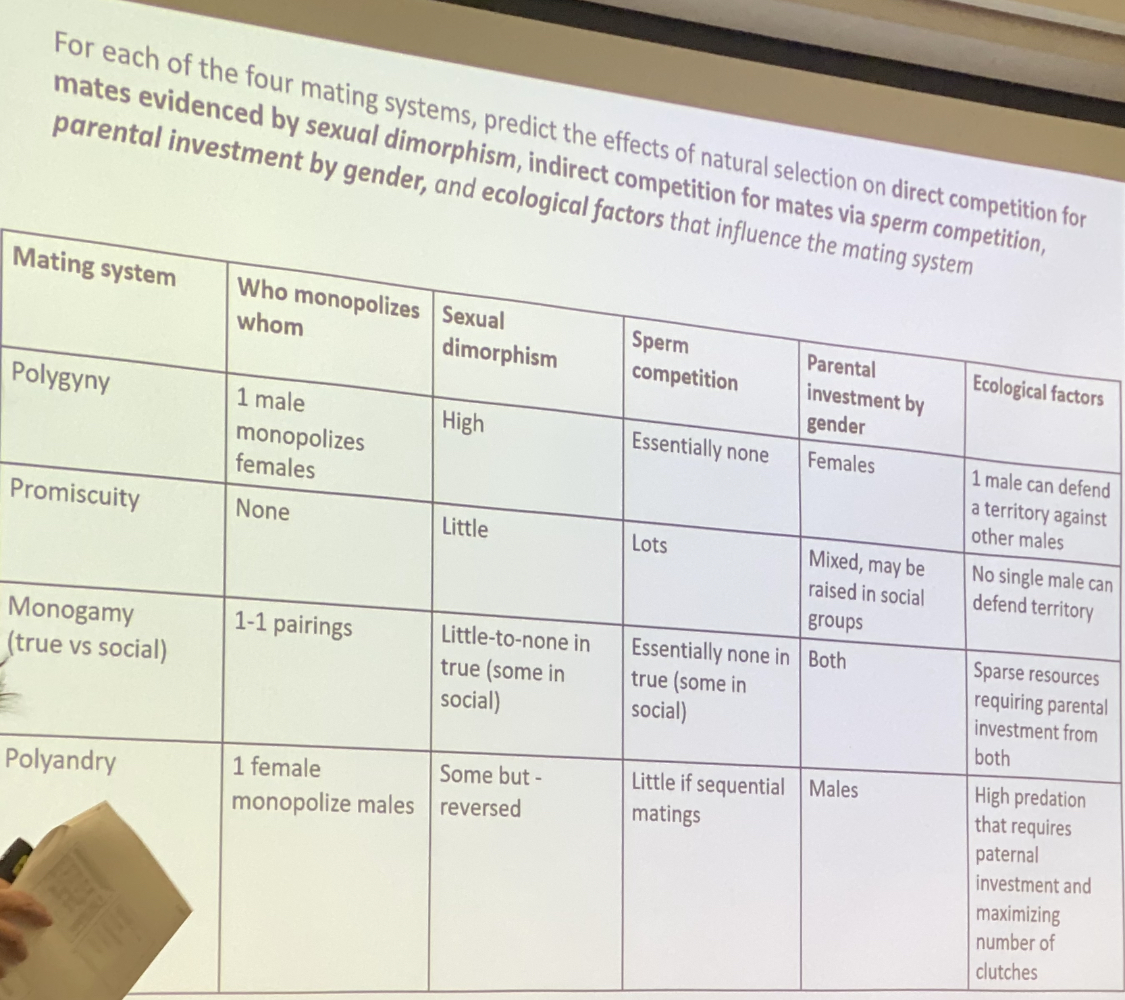 For each of the four mating systems, predict the effects of natural selection on direct competition for
mates evidenced by sexual dimorphism, indirect competition for mates via sperm competition,
parental investment by gender, and ecological factors that influence the mating system
Mating system
Who monopolizes
whom
Sexual
dimorphism
Sperm
competition
Parental
investment by
gender
Ecological factors
Polygyny
1 male
monopolizes
females
High
Essentially none
Females
1 male can defend
a territory against
other males
Promiscuity
None
Little
Lots
Mixed, may be
raised in social
groups
No single male can
defend territory
Monogamy
(true vs social)
1-1 pairings
Little-to-none in
true (some in
social)
Essentially none in
true (some in
social)
Both
Sparse resources
requiring parental
investment from
both
Polyandry
1 female
monopolize males
Some but -
reversed
Little if sequential
matings
Males
High predation
that requires
paternal
investment and
maximizing
number of
clutches